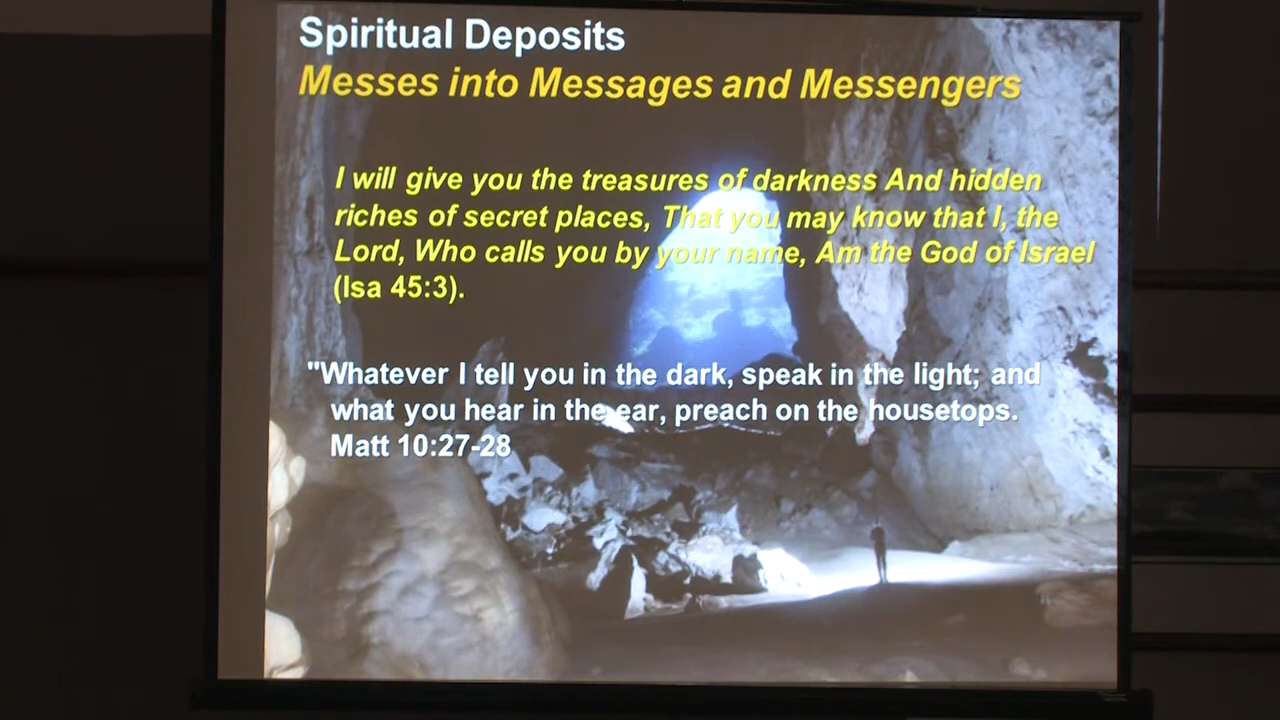 Spiritual Deposits
Messes into Messages and Messengers
I will give you the treasures of darkness And hidden
riches of secret places, That you may know that I, the
Lord, Who calls you by your name, Am the God of Israel
(Isa 45:3).
"Whatever I tell you in the dark, speak in the light; and
what you hear in the ear, preach on the housetops.
Matt 10:27-28